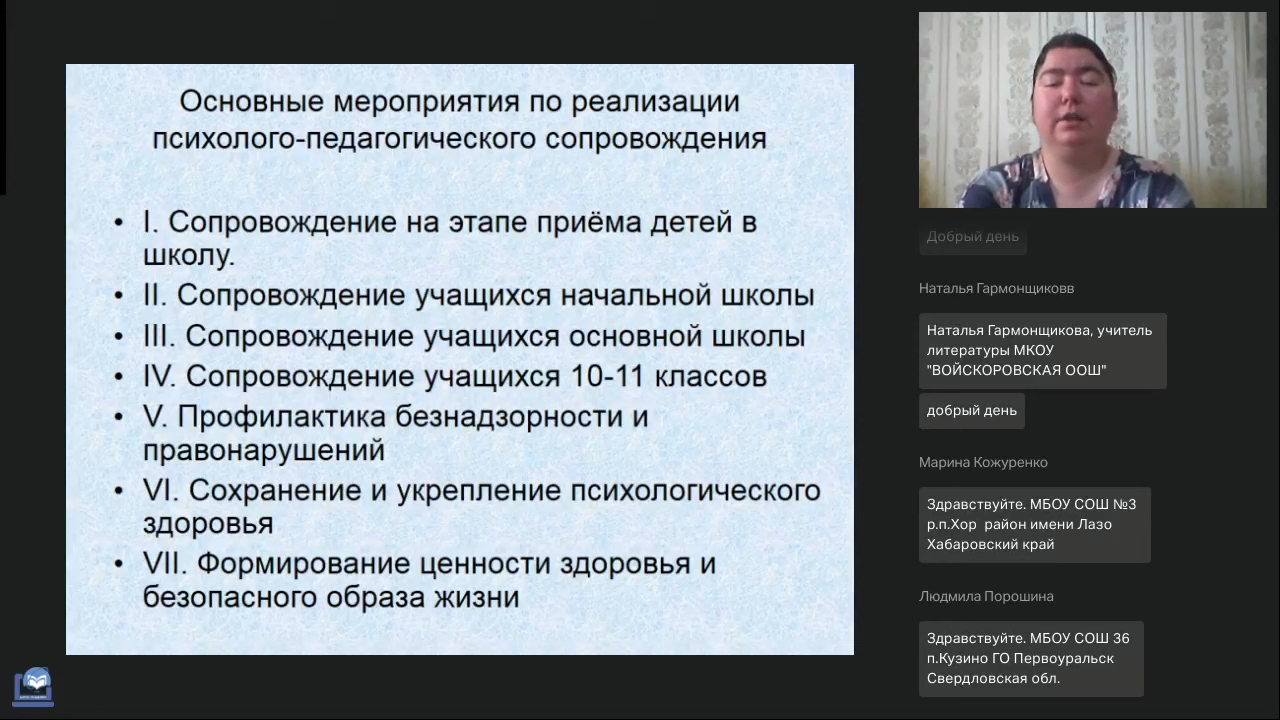 Основные мероприятия по реализации
психолого-педагогического сопровождения
• I. Сопровождение на этапе приёма детей в
школу.
• II. Сопровождение учащихся начальной школы
• III. Сопровождение учащихся основной школы
• IV. Сопровождение учащихся 10-11 классов
• V. Профилактика безнадзорности и
правонарушений
• VI. Сохранение и укрепление психологического
здоровья
• VII. Формирование ценности здоровья и
безопасного образа жизни
Добрый день
Наталья Гармонщиковв
Наталья Гармонщикова, учитель
литературы МКОУ
"ВОЙСКОРОВСКАЯ ООШ"
добрый день
Марина Кожуренко
Здравствуйте. МБОУ СОШ №3
р.п.Хор район имени Лазо
Хабаровский край
Людмила Порошина
Здравствуйте. МБОУ СОШ 36
п.Кузино ГО Первоуральск
Свердловская обл.